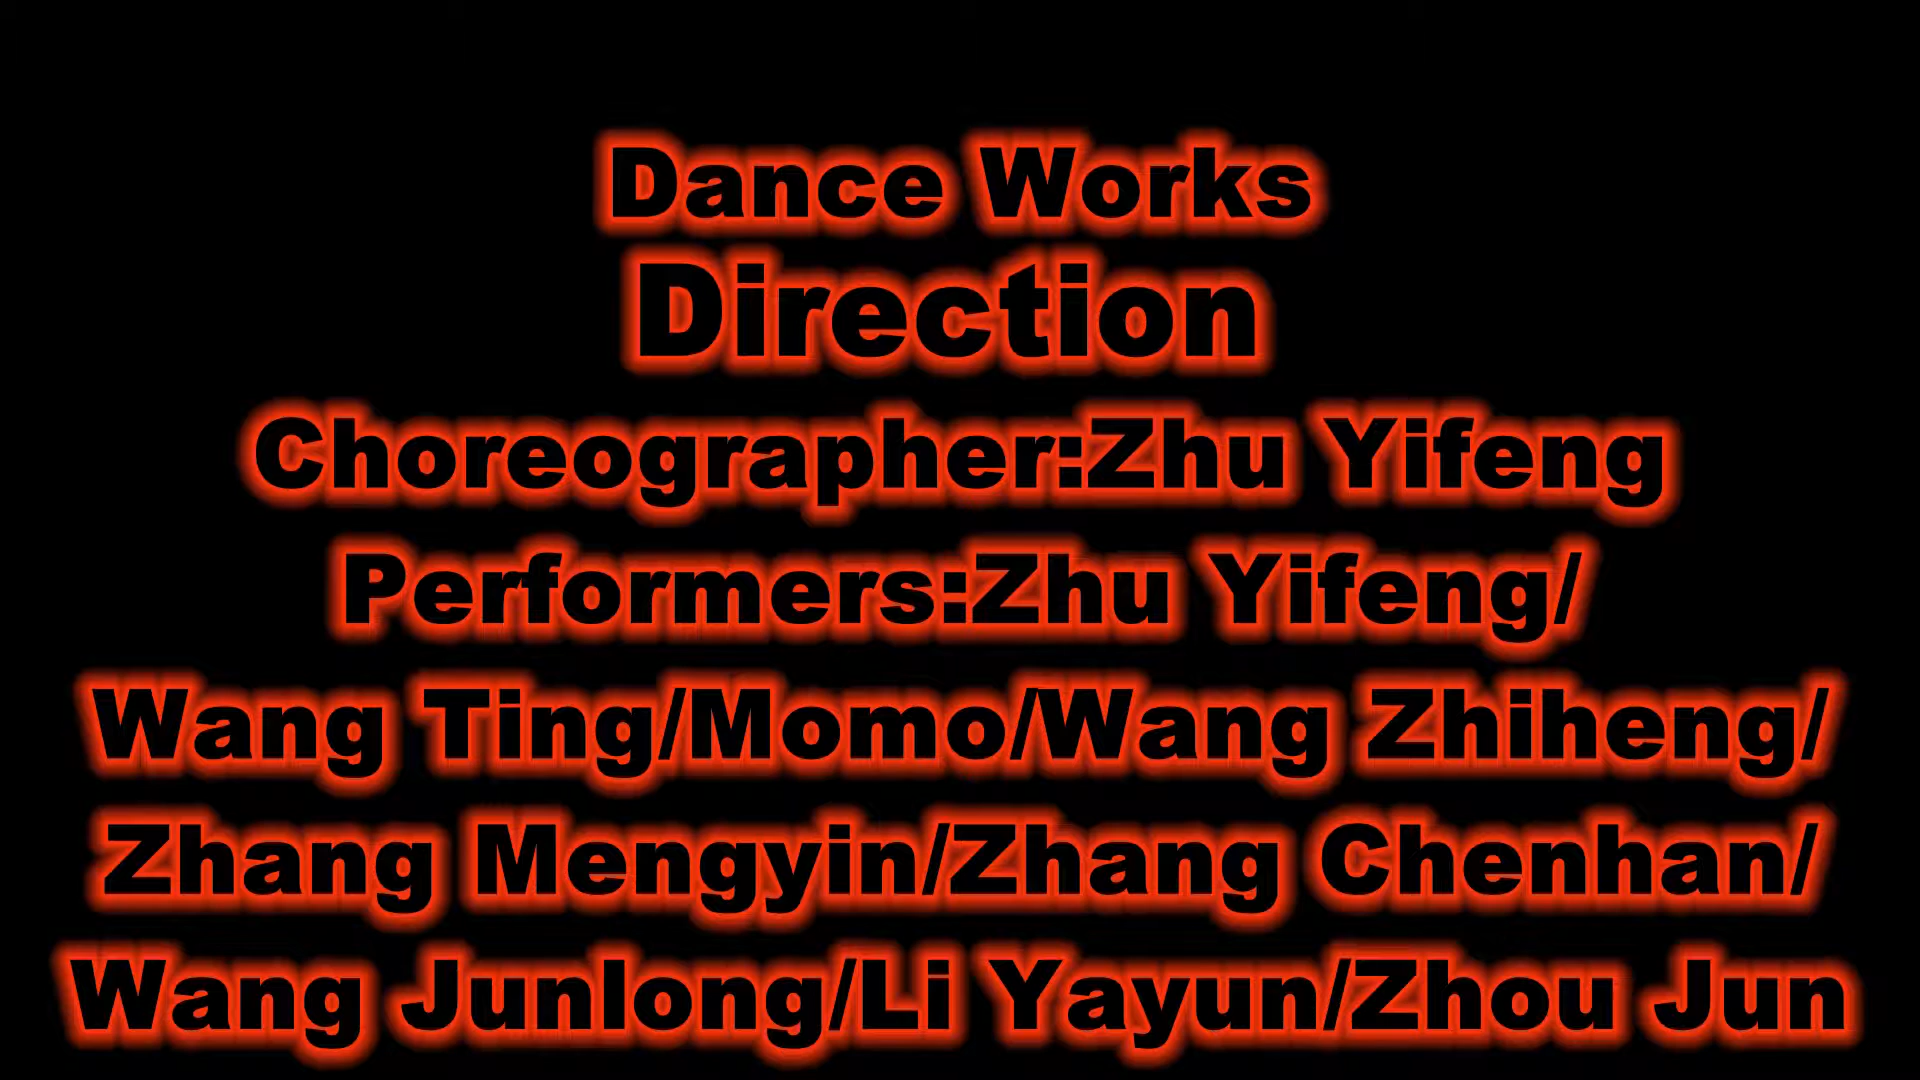 Dance Works
Direction
Choreographer:Zhu Yifeng
Performers:Zhu Yifeng/
Wang Ting/Momo/Wang Zhiheng/
Zhang Mengyin/Zhang Chenhan/
Wang Junlong/Li Yayun/Zhou Jun